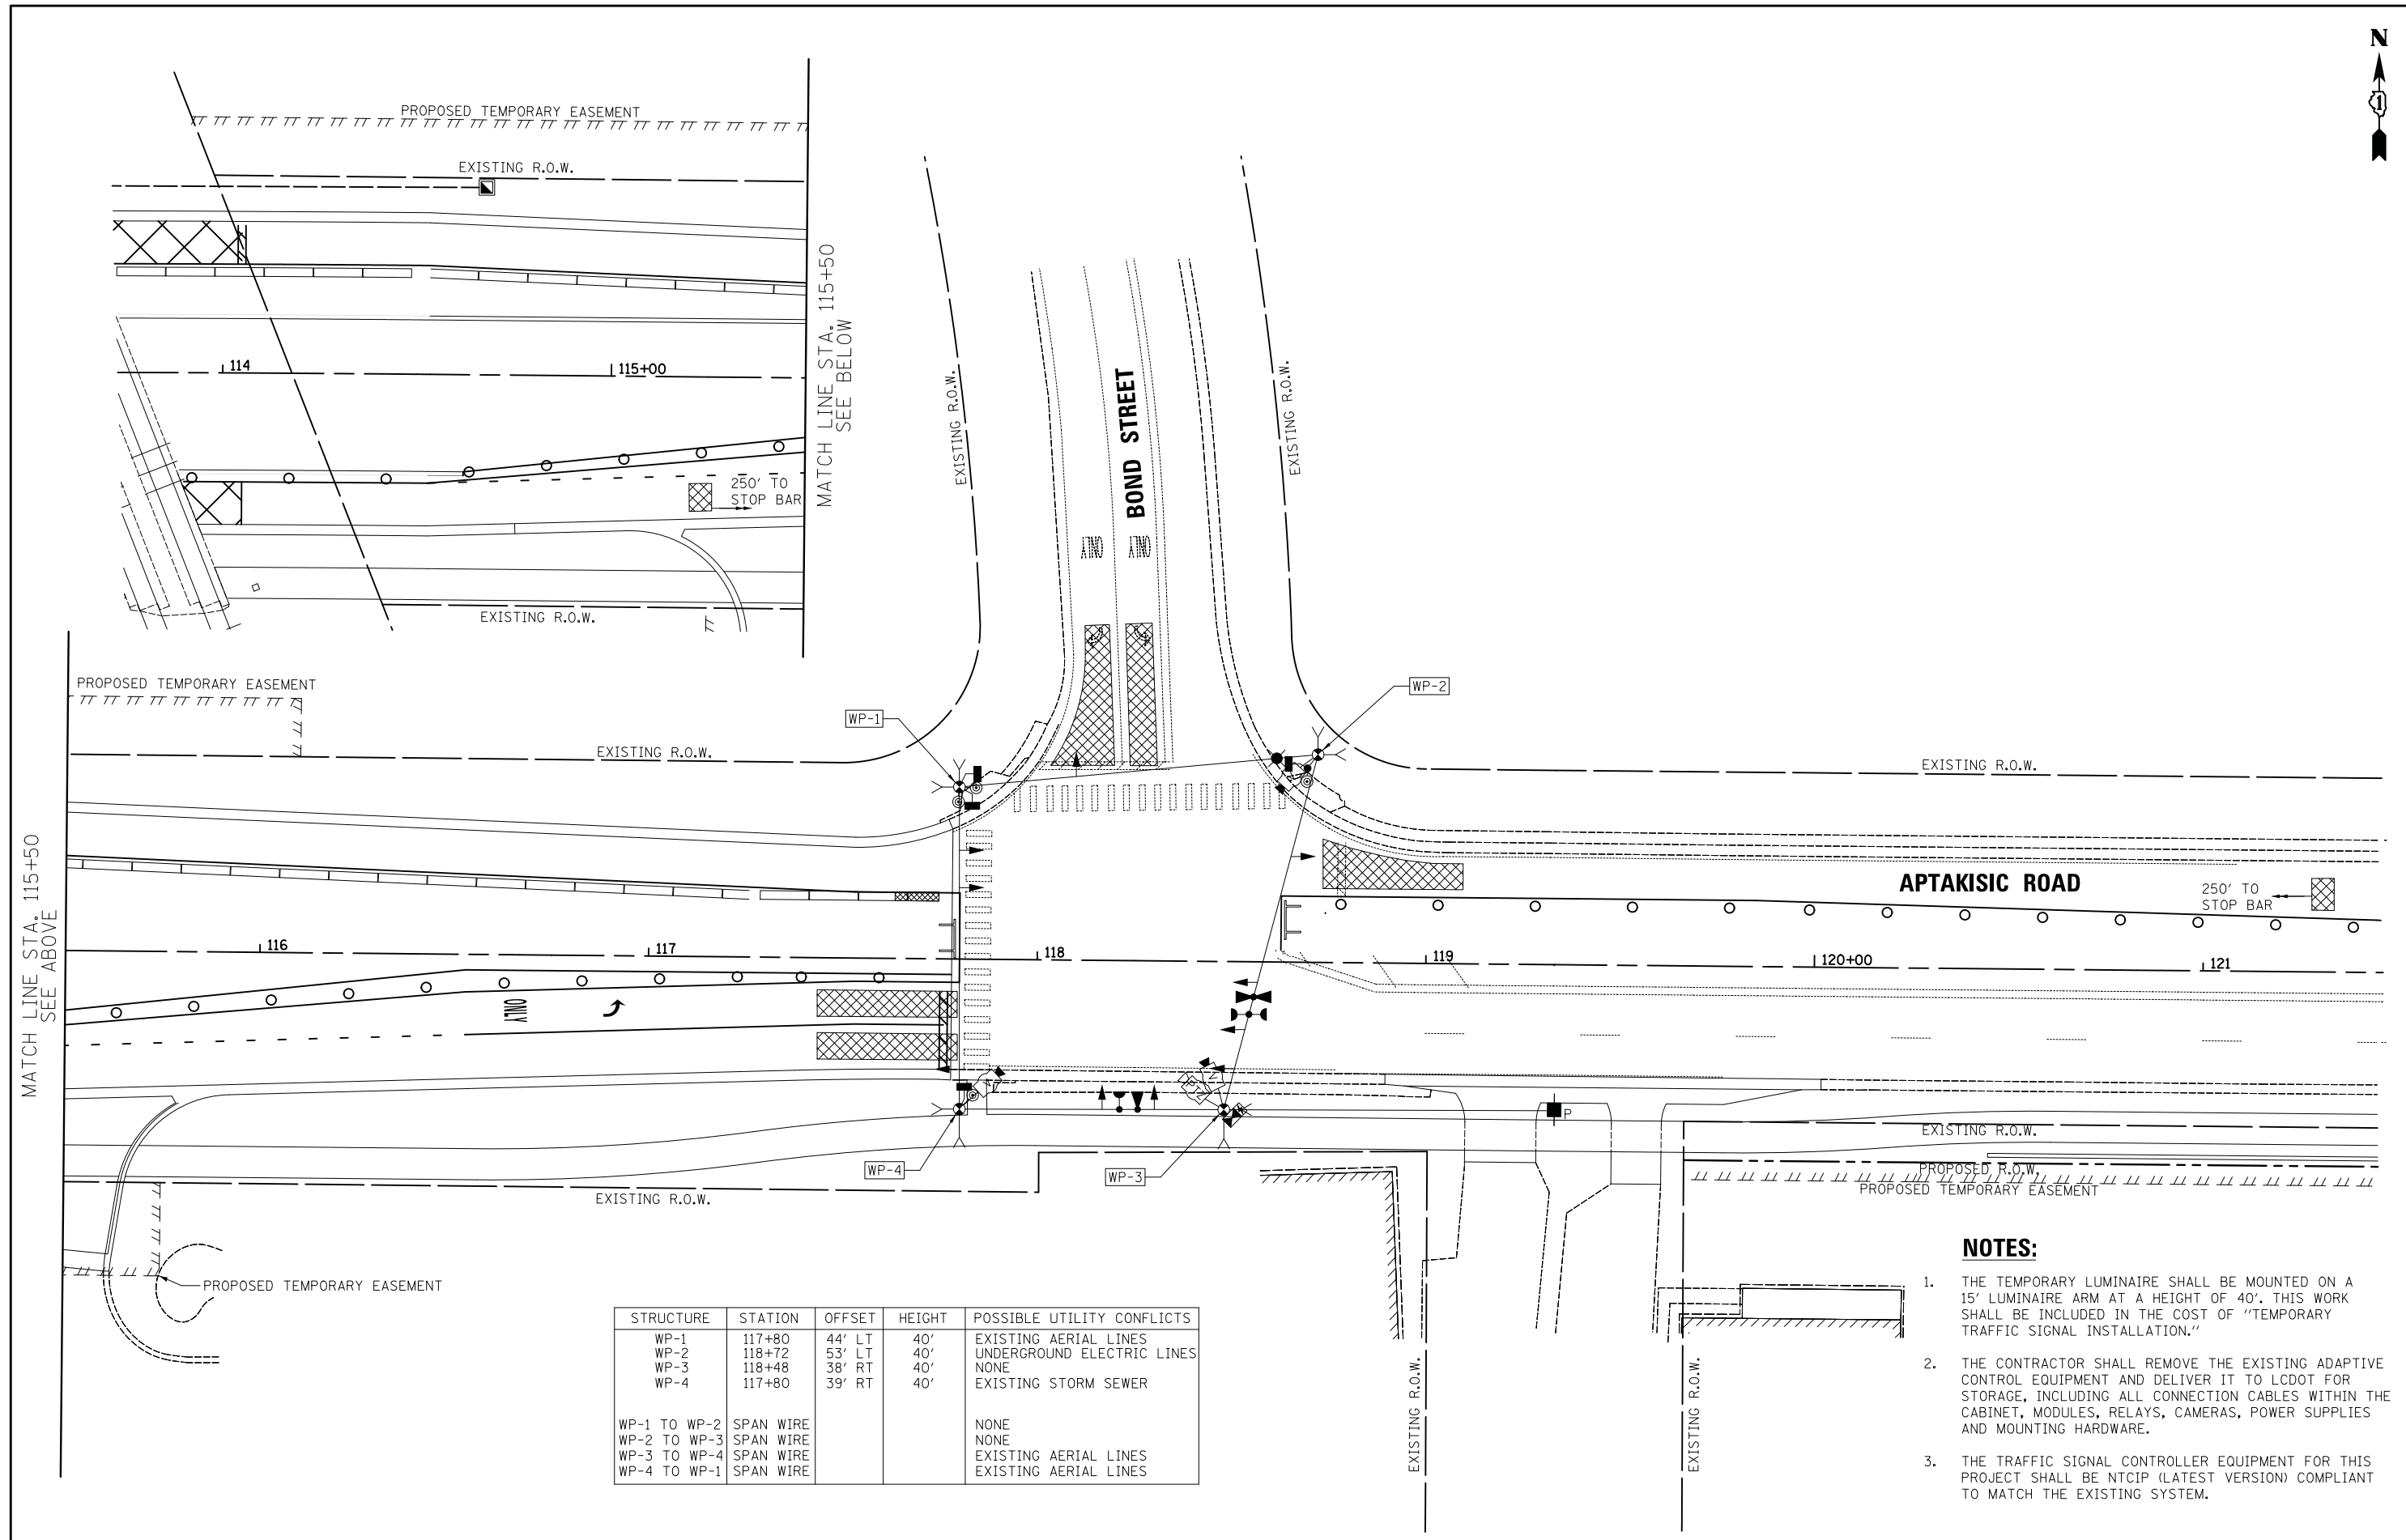 N
1
PROPOSED TEMPORARY EASEMENT
EXISTING R.O.W.
114
115+00
250' TO
STOP BAR
EXISTING R.O.W.
MATCH LINE STA. 115+50
SEE BELOW
EXISTING R.O.W.
BOND STREET
EXISTING R.O.W.
ONLY
ONLY
PROPOSED TEMPORARY EASEMENT
WP-1
WP-2
EXISTING R.O.W.
EXISTING R.O.W.
MATCH LINE STA. 115+50
SEE ABOVE
APTAKISIC ROAD
250' TO
STOP BAR
116
117
118
119
120+00
121
ONLY
P
WP-4
WP-3
EXISTING R.O.W.
EXISTING R.O.W.
PROPOSED R.O.W.
PROPOSED TEMPORARY EASEMENT
PROPOSED TEMPORARY EASEMENT
EXISTING R.O.W.
EXISTING R.O.W.
STRUCTURE STATION OFFSET HEIGHT POSSIBLE UTILITY CONFLICTS
WP-1 117+80 44' LT 40' EXISTING AERIAL LINES
WP-2 118+72 53' LT 40' UNDERGROUND ELECTRIC LINES
WP-3 118+48 38' RT 40' NONE
WP-4 117+80 39' RT 40' EXISTING STORM SEWER
WP-1 TO WP-2 SPAN WIRE NONE
WP-2 TO WP-3 SPAN WIRE NONE
WP-3 TO WP-4 SPAN WIRE EXISTING AERIAL LINES
WP-4 TO WP-1 SPAN WIRE EXISTING AERIAL LINES
NOTES:
1. THE TEMPORARY LUMINAIRE SHALL BE MOUNTED ON A
15' LUMINAIRE ARM AT A HEIGHT OF 40'. THIS WORK
SHALL BE INCLUDED IN THE COST OF "TEMPORARY
TRAFFIC SIGNAL INSTALLATION."
2. THE CONTRACTOR SHALL REMOVE THE EXISTING ADAPTIVE
CONTROL EQUIPMENT AND DELIVER IT TO LCDOT FOR
STORAGE, INCLUDING ALL CONNECTION CABLES WITHIN THE
CABINET, MODULES, RELAYS, CAMERAS, POWER SUPPLIES
AND MOUNTING HARDWARE.
3. THE TRAFFIC SIGNAL CONTROLLER EQUIPMENT FOR THIS
PROJECT SHALL BE NTCIP (LATEST VERSION) COMPLIANT
TO MATCH THE EXISTING SYSTEM.